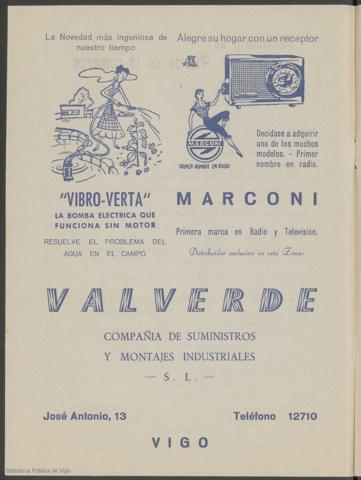 La Novedad más ingeniosa de
nuestro tiempo
"VIBRO-VERTA"
LA BOMBA ELECTRICA QUE
FUNCIONA SIN MOTOR
RESUELVE EL PROBLEMA DEL
AGUA EN EL CAMPO
Alegre su hogar con un receptor
MARCONI
PRIMER NOMBRE EN RADIO
Decidase a adquirir
uno de los muchos
modelos. - Primer
nombre en radio.
MARCONI
Primera marca en Radio y Televisión.
Distribuidor exclusivo en esta Zona:
VALVERDE
COMPAÑIA DE SUMINISTROS
Y MONTAJES INDUSTRIALES
— S. L. —
José Antonio, 13 Teléfono 12710
VIGO
Biblioteca Pública de Vigo